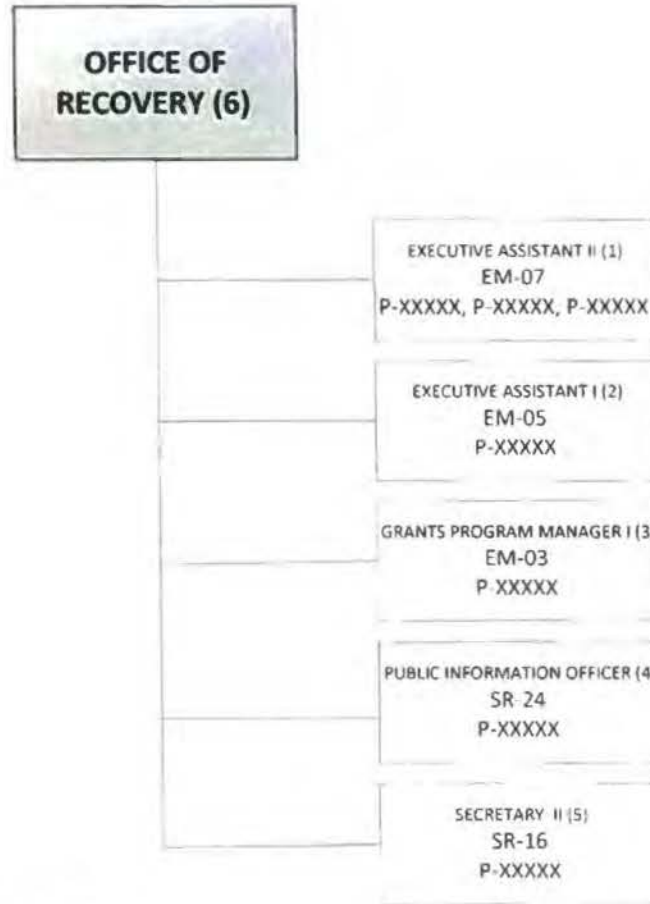 OFFICE OF
RECOVERY (6)
EXECUTIVE ASSISTANT II (1)
EM-07
P-XXXXX, P-XXXXX, P-XXXXX
EXECUTIVE ASSISTANT I (2)
EM-05
P-XXXXX
GRANTS PROGRAM MANAGER I (3
EM-03
P-XXXXX
PUBLIC INFORMATION OFFICER (4
SR-24
P-XXXXX
SECRETARY II (5)
SR-16
P-XXXXX